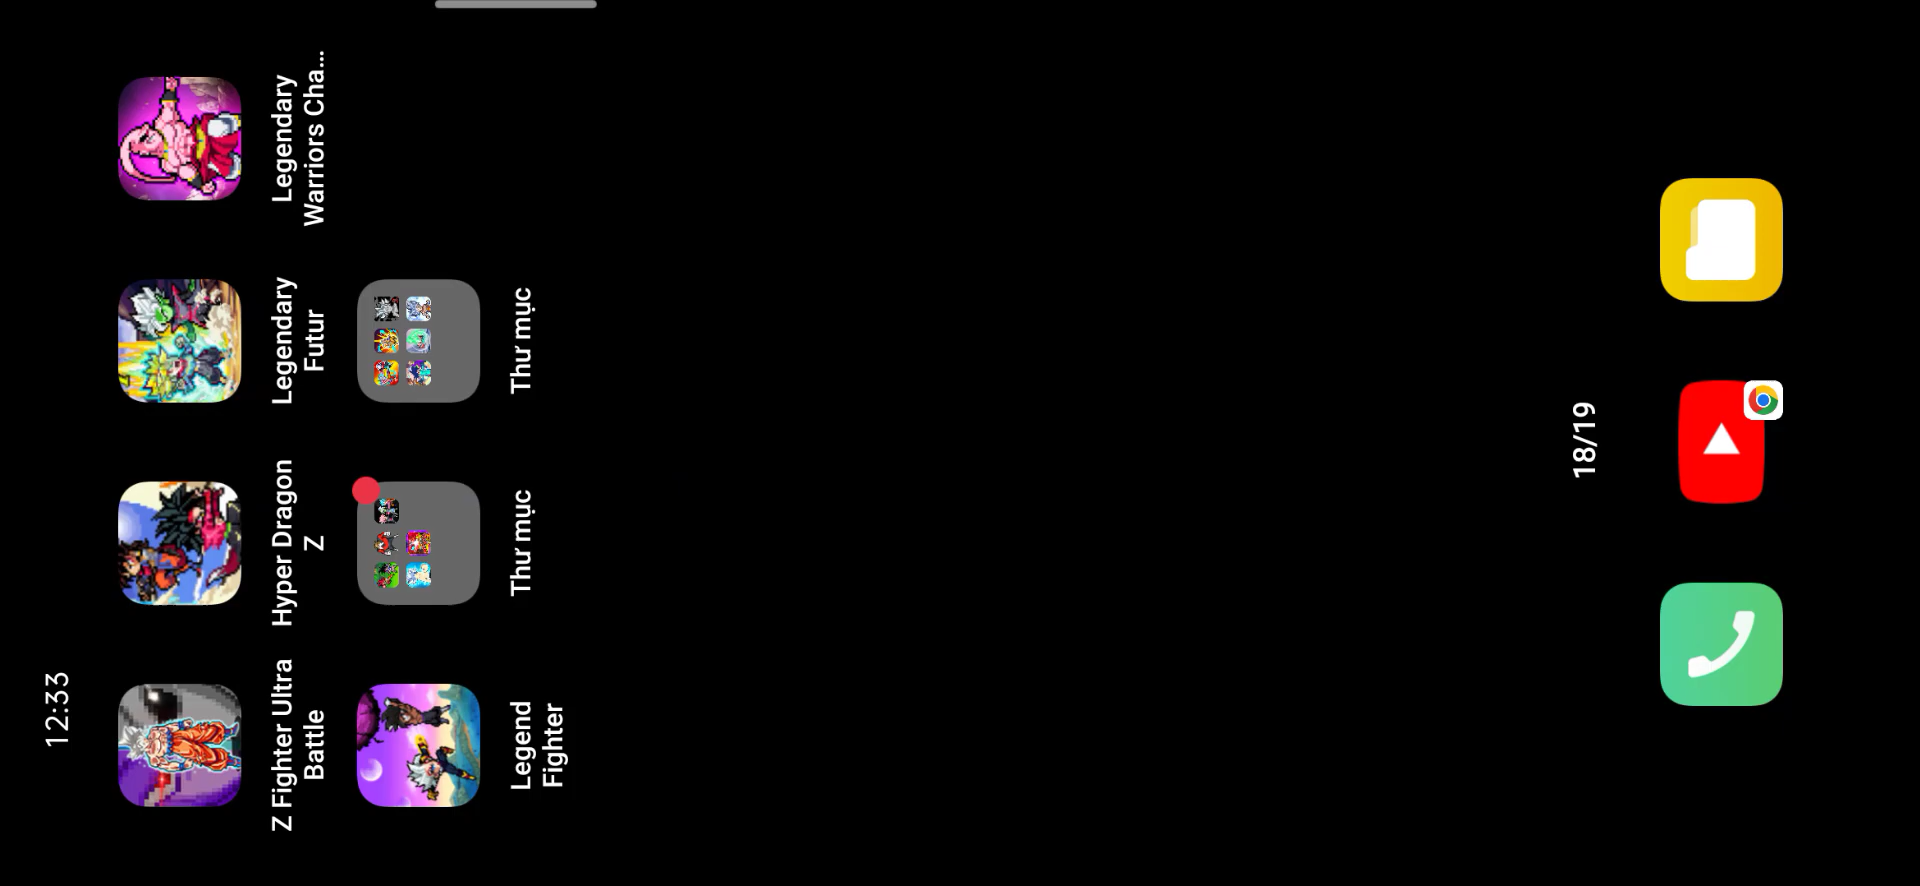 12:33
Z Fighter Ultra
Battle
Hyper Dragon
Z
Legendary
Futur
Legendary
Warriors Cha...
Legend
Fighter
Thư mục
Thư mục
18/19